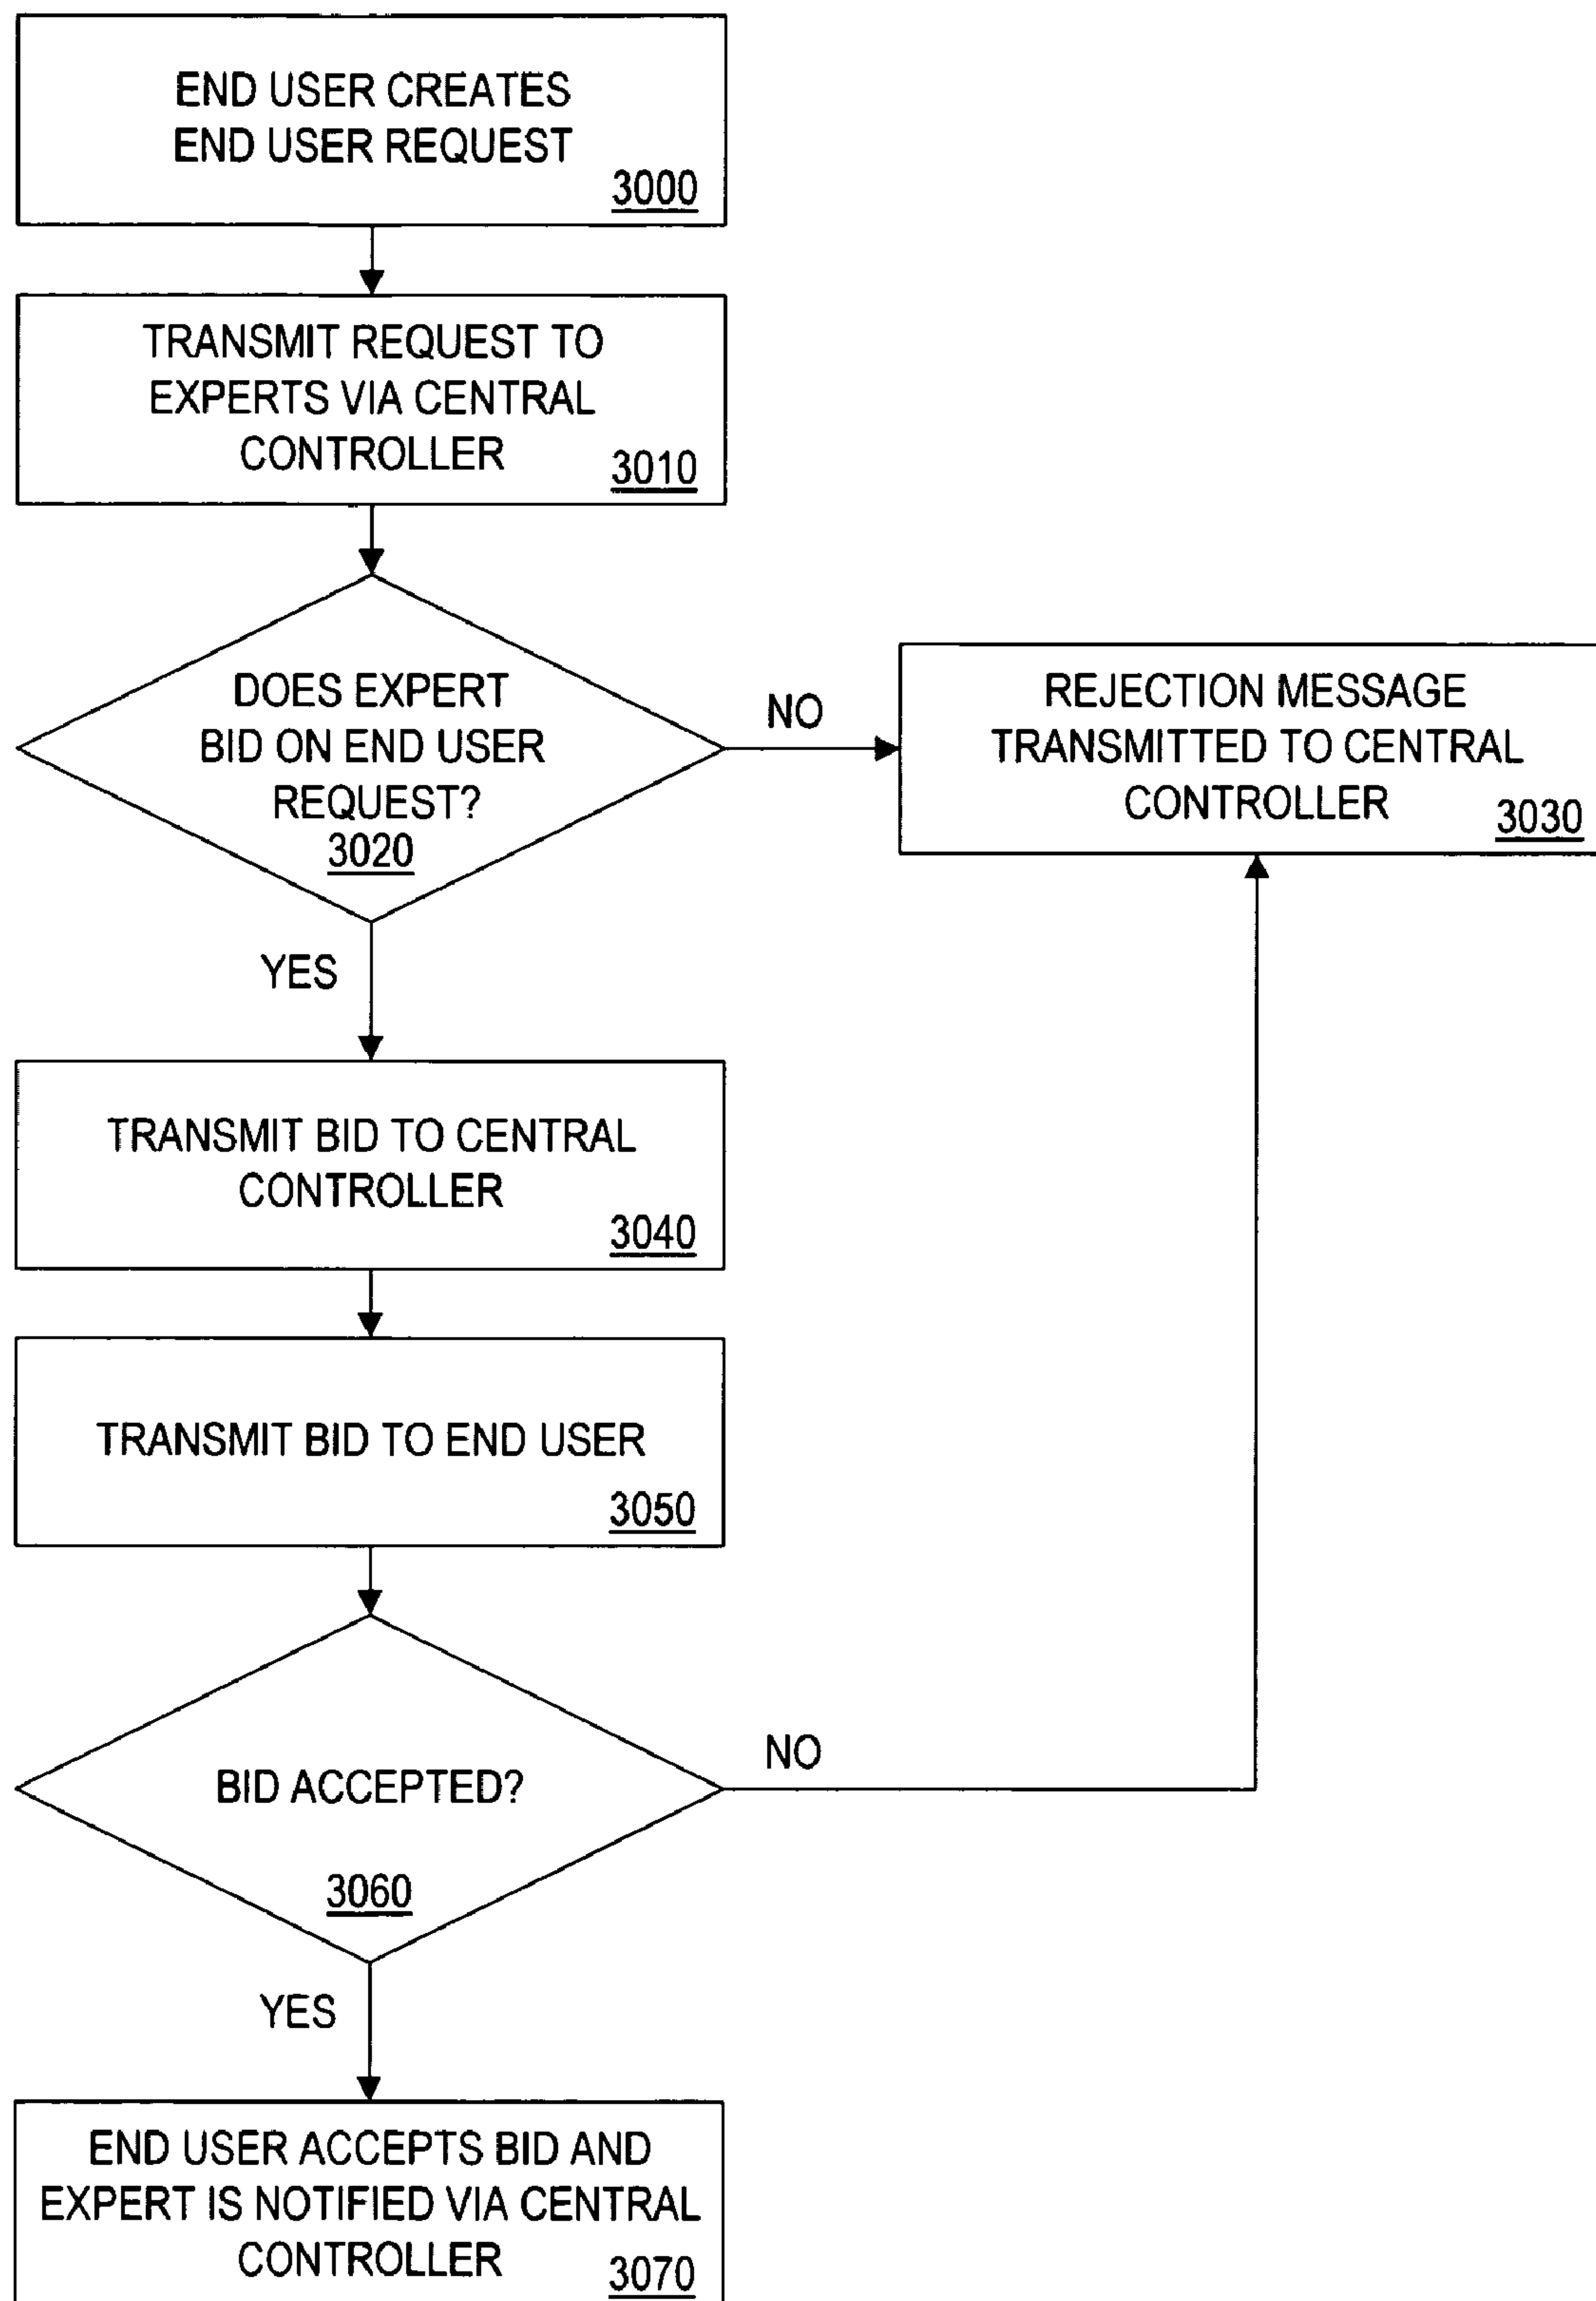 END USER CREATES
END USER REQUEST
3000
TRANSMIT REQUEST TO
EXPERTS VIA CENTRAL
CONTROLLER
3010
DOES EXPERT
BID ON END USER
REQUEST?
3020
NO
REJECTION MESSAGE
TRANSMITTED TO CENTRAL
CONTROLLER
3030
YES
TRANSMIT BID TO CENTRAL
CONTROLLER
3040
TRANSMIT BID TO END USER
3050
BID ACCEPTED?
3060
NO
YES
END USER ACCEPTS BID AND
EXPERT IS NOTIFIED VIA CENTRAL
CONTROLLER
3070